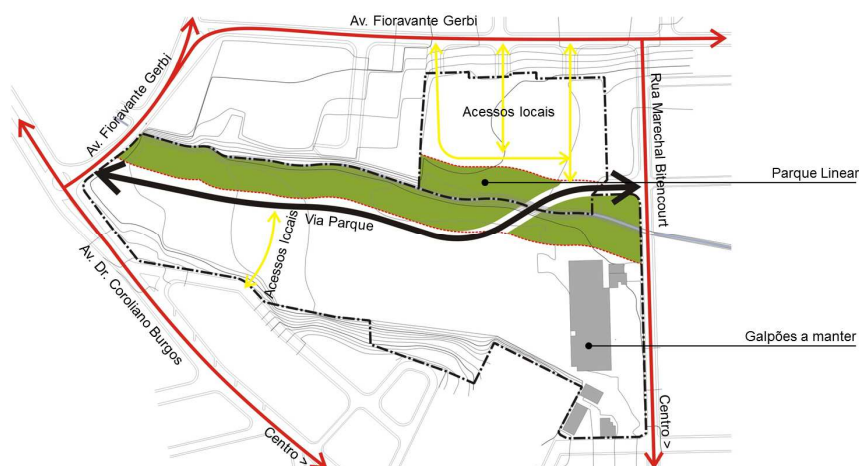 Av. Fioravante Gerbi
Av. Fioravante Gerbi
Acessos locais
Rua Marechal Bitencourt
Parque Linear
Via Parque
Acessos locais
Av. Dr. Coroliano Burgos
Galpões a manter
Centro >
Centro >